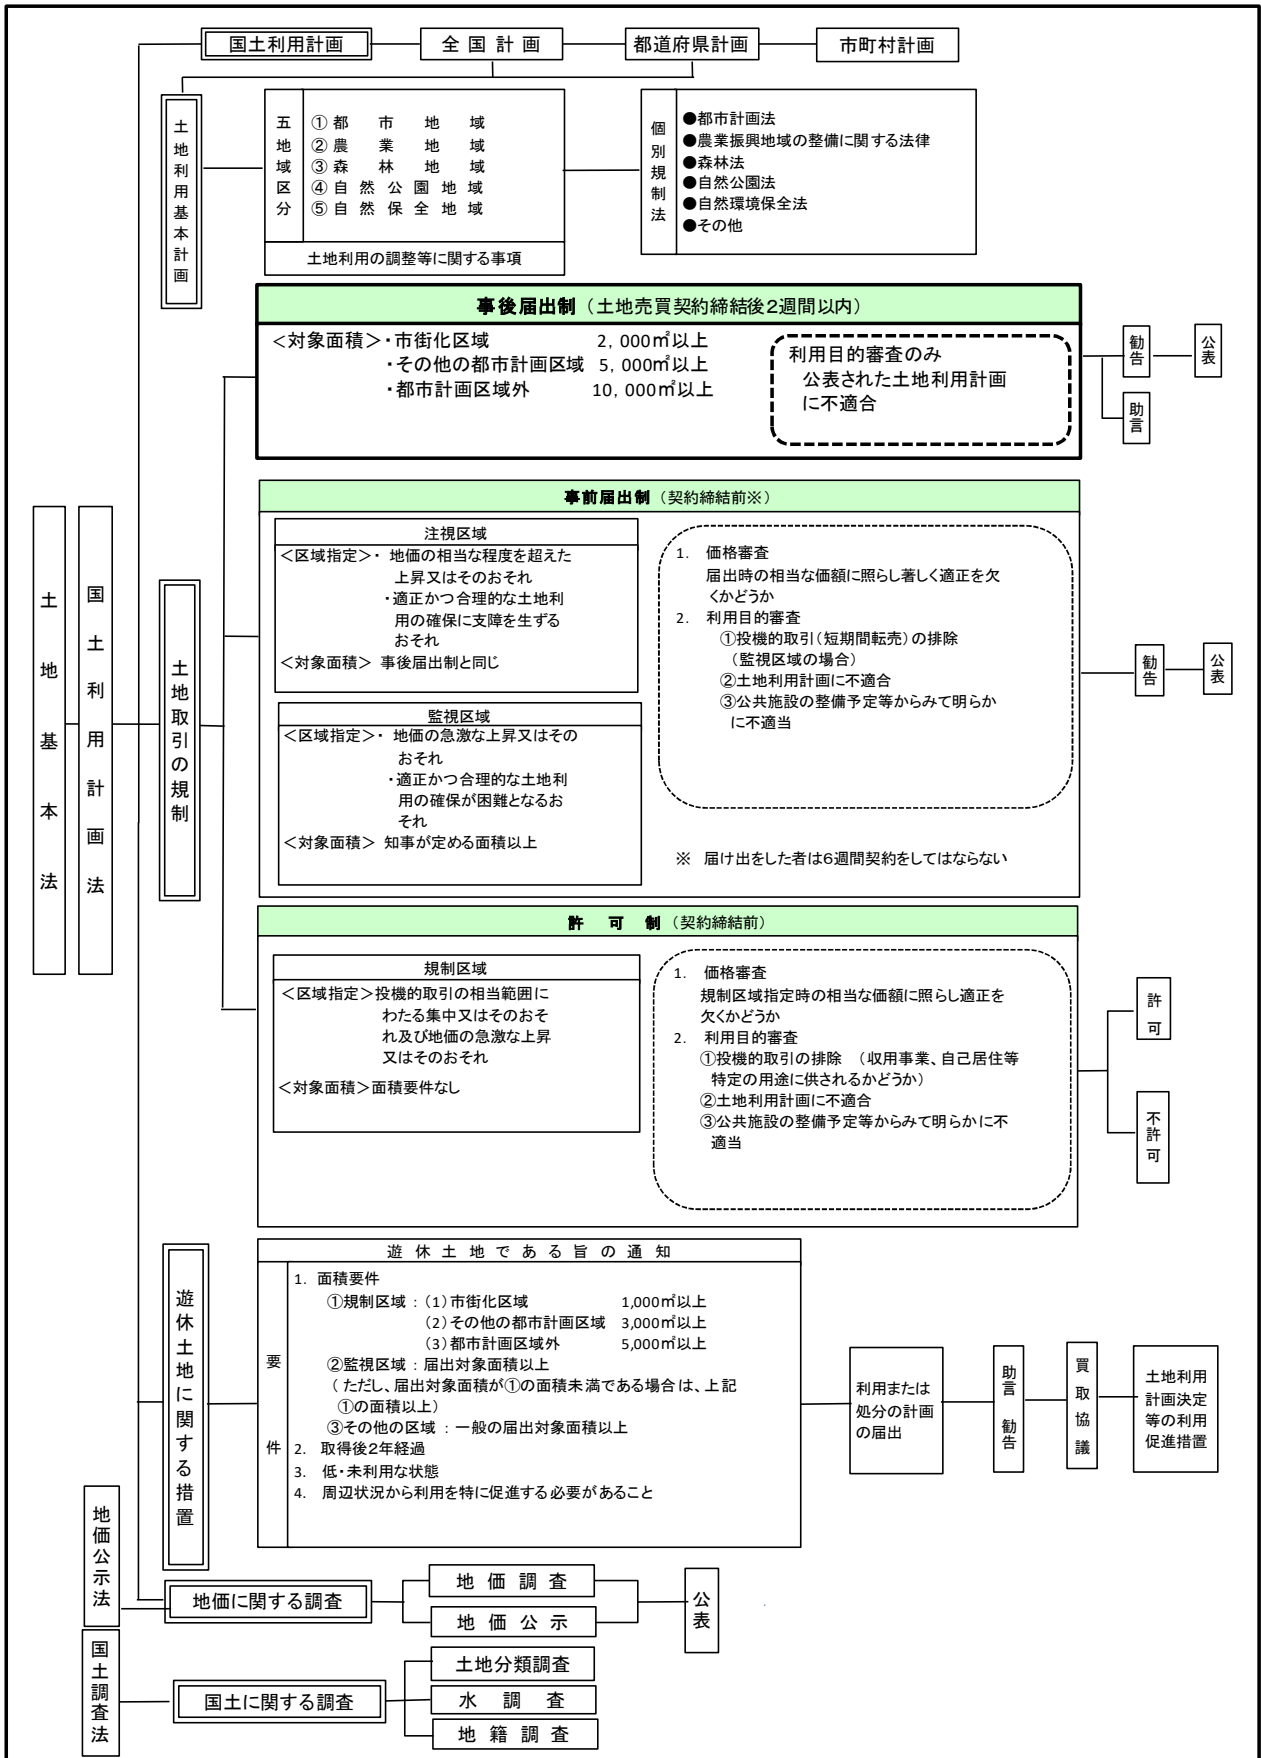 国土利用計画
全国計画
都道府県計画
市町村計画
土地利用基本計画
五地域区分
①都市地域
②農業地域
③森林地域
④自然公園地域
⑤自然保全地域
土地利用の調整等に関する事項
個別規制法
●都市計画法
●農業振興地域の整備に関する法律
●森林法
●自然公園法
●自然環境保全法
●その他
土地基本法
国土利用計画法
土地取引の規制
事後届出制（土地売買契約締結後２週間以内）
＜対象面積＞・市街化区域 2，000㎡以上
・その他の都市計画区域 5，000㎡以上
・都市計画区域外 10，000㎡以上
利用目的審査のみ
公表された土地利用計画
に不適合
勧告
公表
助言
事前届出制（契約締結前※）
注視区域
＜区域指定＞・ 地価の相当な程度を超えた
上昇又はそのおそれ
・適正かつ合理的な土地利
用の確保に支障を生ずる
おそれ
＜対象面積＞ 事後届出制と同じ
監視区域
＜区域指定＞・ 地価の急激な上昇又はその
おそれ
・適正かつ合理的な土地利
用の確保が困難となるお
それ
＜対象面積＞ 知事が定める面積以上
1. 価格審査
届出時の相当な価額に照らし著しく適正を欠
くかどうか
2. 利用目的審査
①投機的取引（短期間転売）の排除
（監視区域の場合）
②土地利用計画に不適合
③公共施設の整備予定等からみて明らか
に不適当
※ 届け出をした者は６週間契約をしてはならない
勧告
公表
許可制（契約締結前）
規制区域
＜区域指定＞投機的取引の相当範囲に
わたる集中又はそのおそ
れ及び地価の急激な上昇
又はそのおそれ
＜対象面積＞面積要件なし
1. 価格審査
規制区域指定時の相当な価額に照らし適正を
欠くかどうか
2. 利用目的審査
①投機的取引の排除 （収用事業、自己居住等
特定の用途に供されるかどうか）
②土地利用計画に不適合
③公共施設の整備予定等からみて明らかに不
適当
許可
不許可
遊休土地に関する措置
遊休土地である旨の通知
要件
1. 面積要件
①規制区域：（1）市街化区域 1,000㎡以上
（2）その他の都市計画区域 3,000㎡以上
（3）都市計画区域外 5,000㎡以上
②監視区域：届出対象面積以上
（ただし、届出対象面積が①の面積未満である場合は、上記
①の面積以上）
③その他の区域：一般の届出対象面積以上
2. 取得後2年経過
3. 低・未利用な状態
4. 周辺状況から利用を特に促進する必要があること
利用または
処分の計画
の届出
助言 勧告
買取協議
土地利用
計画決定
等の利用
促進措置
地価公示法
地価に関する調査
地価調査
地価公示
公表
国土調査法
国土に関する調査
土地分類調査
水調査
地籍調査